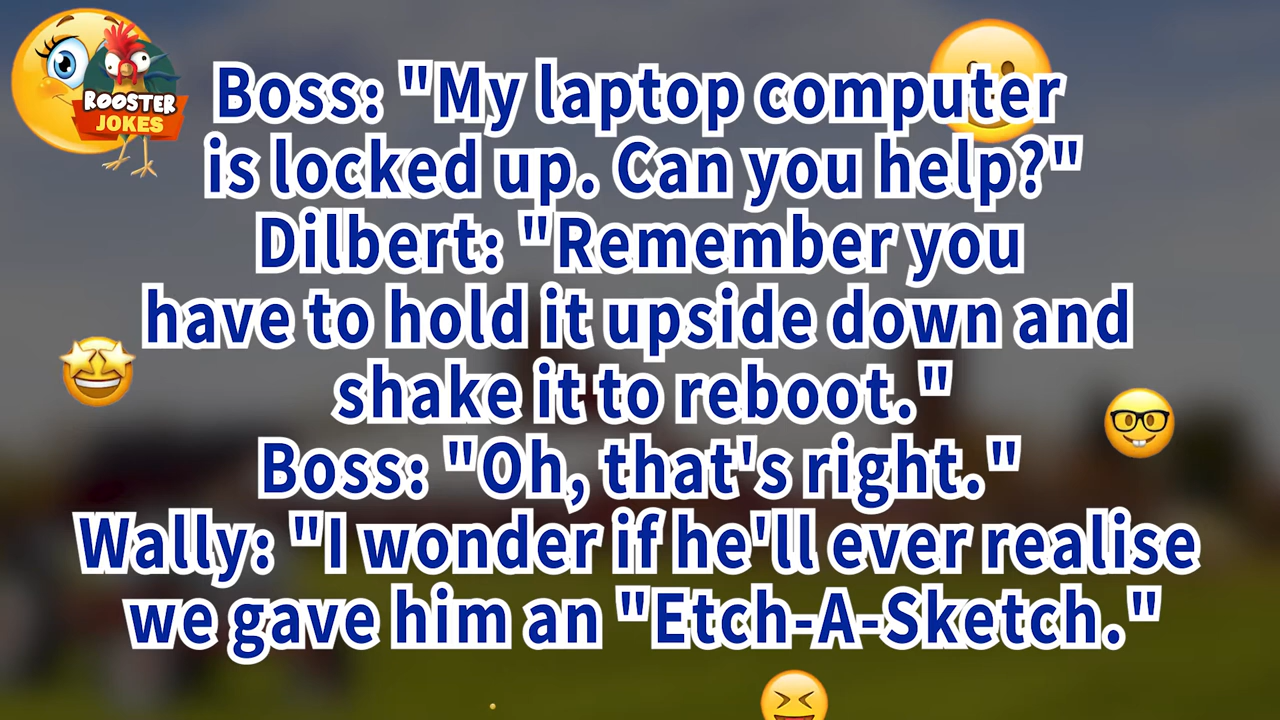 ROOSTER
JOKES
Boss: "My laptop computer
is locked up. Can you help?"
Dilbert: "Remember you
have to hold it upside down and
shake it to reboot."
Boss: "Oh, that's right."
Wally: "I wonder if he'll ever realise
we gave him an "Etch-A-Sketch."